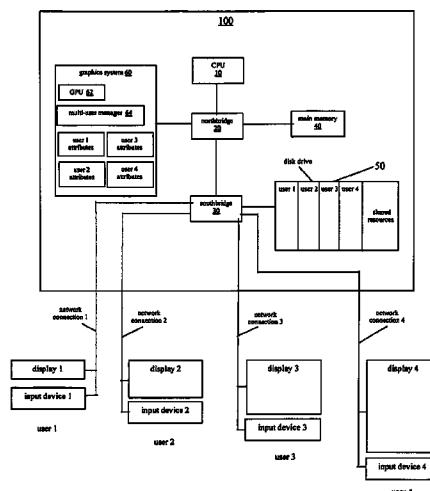 100
CPU
10
graphics system 60
GPU 62
multi-user manager 64
user 1
attributes
user 3
attributes
user 2
attributes
user 4
attributes
northbridge
20
main memory
40
disk drive
50
user 1
user 2
user 3
user 4
shared
resources
southbridge
30
network
connection 1
network
connection 2
network
connection 3
network
connection 4
display 1
input device 1
user 1
display 2
input device 2
user 2
display 3
input device 3
user 3
display 4
input device 4